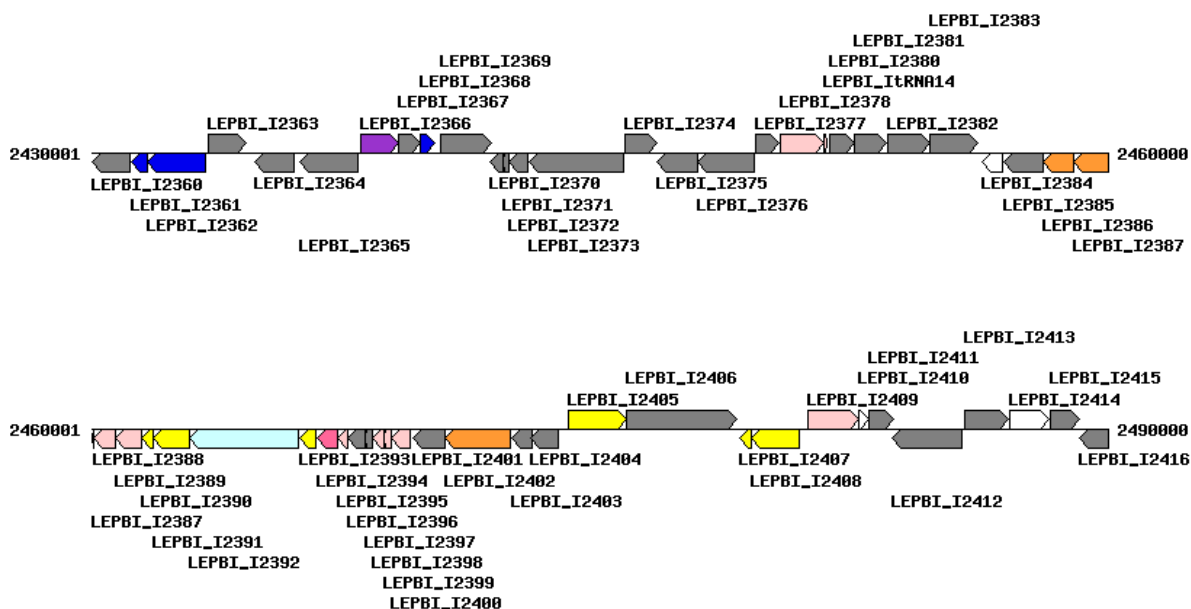 LEPBI_I2383
LEPBI_I2381
LEPBI_I2369 LEPBI_I2380
LEPBI_I2368 LEPBI_ItRNA14
LEPBI_I2367 LEPBI_I2378
LEPBI_I2363 LEPBI_I2366 LEPBI_I2374 LEPBI_I2377 LEPBI_I2382
2430001 2460000
LEPBI_I2360 LEPBI_I2364 LEPBI_I2370 LEPBI_I2375 LEPBI_I2384
LEPBI_I2361 LEPBI_I2371 LEPBI_I2376 LEPBI_I2385
LEPBI_I2362 LEPBI_I2372 LEPBI_I2386
LEPBI_I2365 LEPBI_I2373 LEPBI_I2387
LEPBI_I2413
LEPBI_I2411
LEPBI_I2406 LEPBI_I2410 LEPBI_I2415
LEPBI_I2405 LEPBI_I2409 LEPBI_I2414
2460001 2490000
LEPBI_I2388 LEPBI_I2393 LEPBI_I2401 LEPBI_I2404 LEPBI_I2407 LEPBI_I2416
LEPBI_I2389 LEPBI_I2394 LEPBI_I2402 LEPBI_I2408
LEPBI_I2390 LEPBI_I2395 LEPBI_I2403 LEPBI_I2412
LEPBI_I2387 LEPBI_I2396
LEPBI_I2391 LEPBI_I2397
LEPBI_I2392 LEPBI_I2398
LEPBI_I2399
LEPBI_I2400